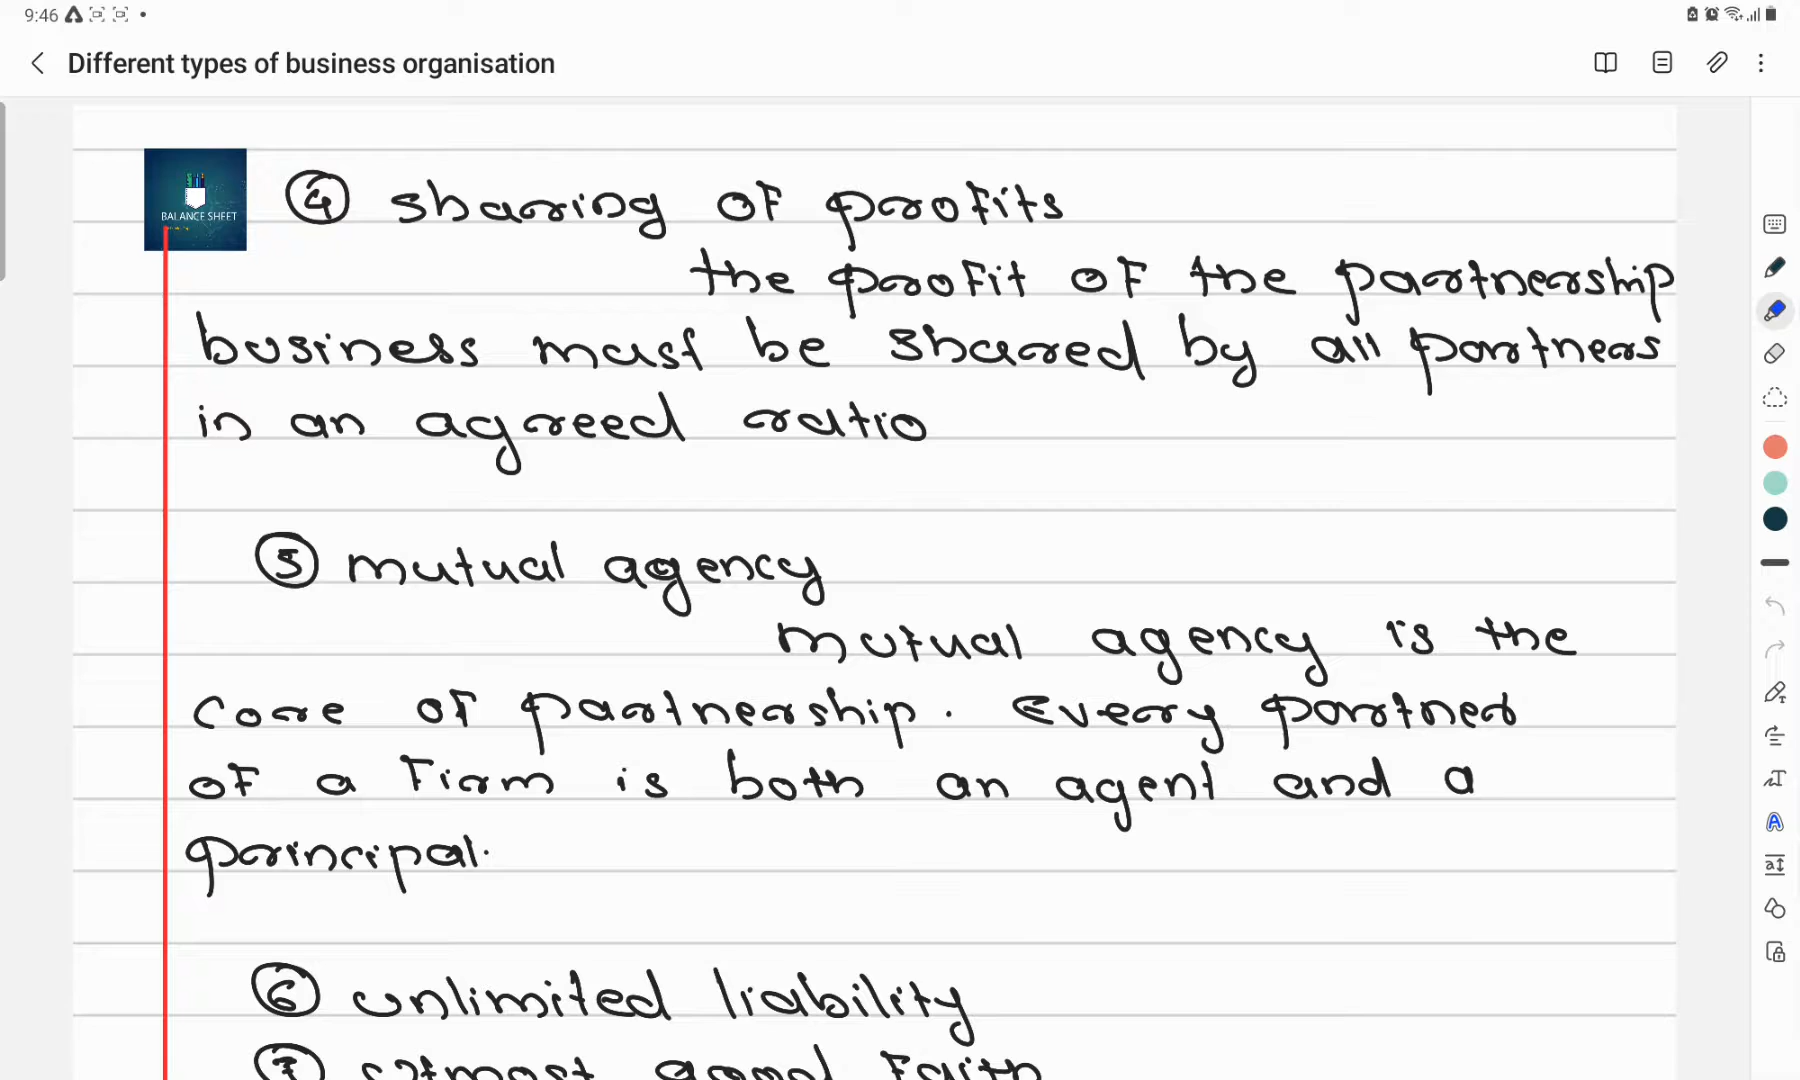 9:46
Different types of business organisation
BALANCE SHEET
④ sharing of profits
the profit of the partnership
business must be shared by all partners
in an agreed ratio
⑤ mutual agency
mutual agency is the
core of partnership. Every partner
of a firm is both an agent and a
principal.
⑥ unlimited liability
⑦ utmost good faith